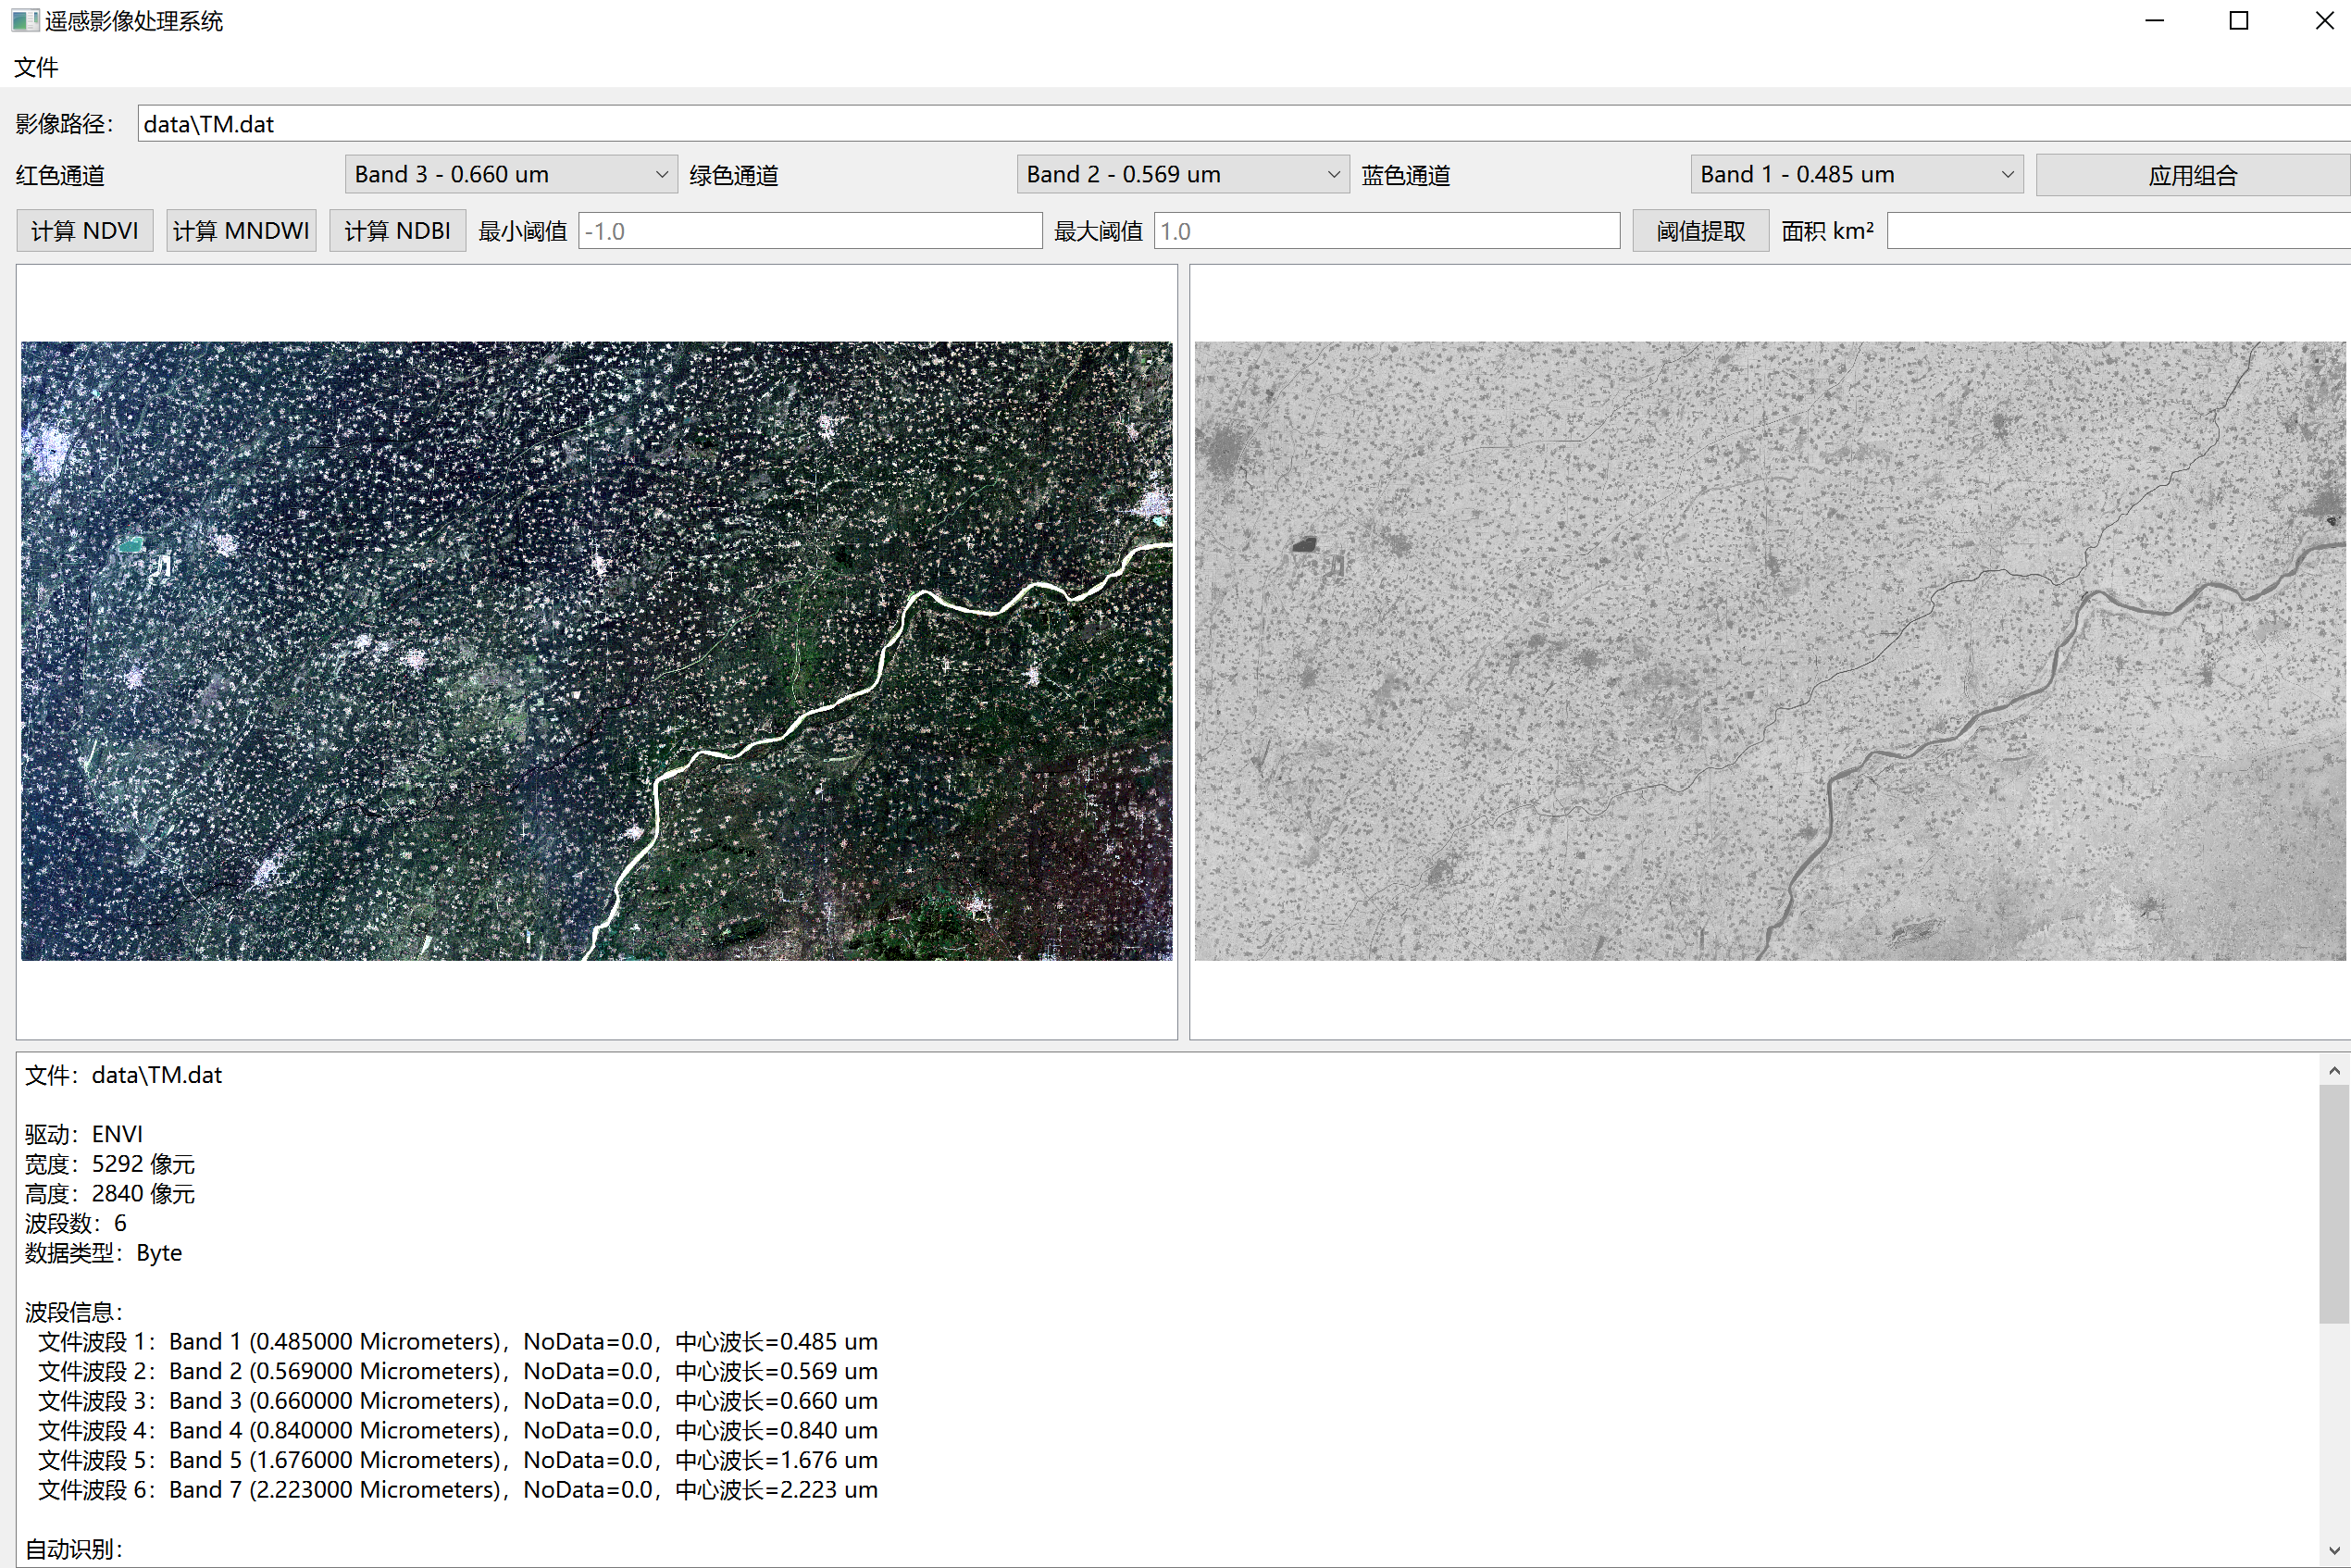 遥感影像处理系统
文件
影像路径： data\TM.dat
红色通道 Band 3 - 0.660 um 绿色通道 Band 2 - 0.569 um 蓝色通道 Band 1 - 0.485 um 应用组合
计算 NDVI 计算 MNDWI 计算 NDBI 最小阈值 -1.0 最大阈值 1.0 阈值提取 面积 km²
文件：data\TM.dat
驱动：ENVI
宽度：5292 像元
高度：2840 像元
波段数：6
数据类型：Byte
波段信息：
文件波段 1：Band 1 (0.485000 Micrometers)，NoData=0.0，中心波长=0.485 um
文件波段 2：Band 2 (0.569000 Micrometers)，NoData=0.0，中心波长=0.569 um
文件波段 3：Band 3 (0.660000 Micrometers)，NoData=0.0，中心波长=0.660 um
文件波段 4：Band 4 (0.840000 Micrometers)，NoData=0.0，中心波长=0.840 um
文件波段 5：Band 5 (1.676000 Micrometers)，NoData=0.0，中心波长=1.676 um
文件波段 6：Band 7 (2.223000 Micrometers)，NoData=0.0，中心波长=2.223 um
自动识别：